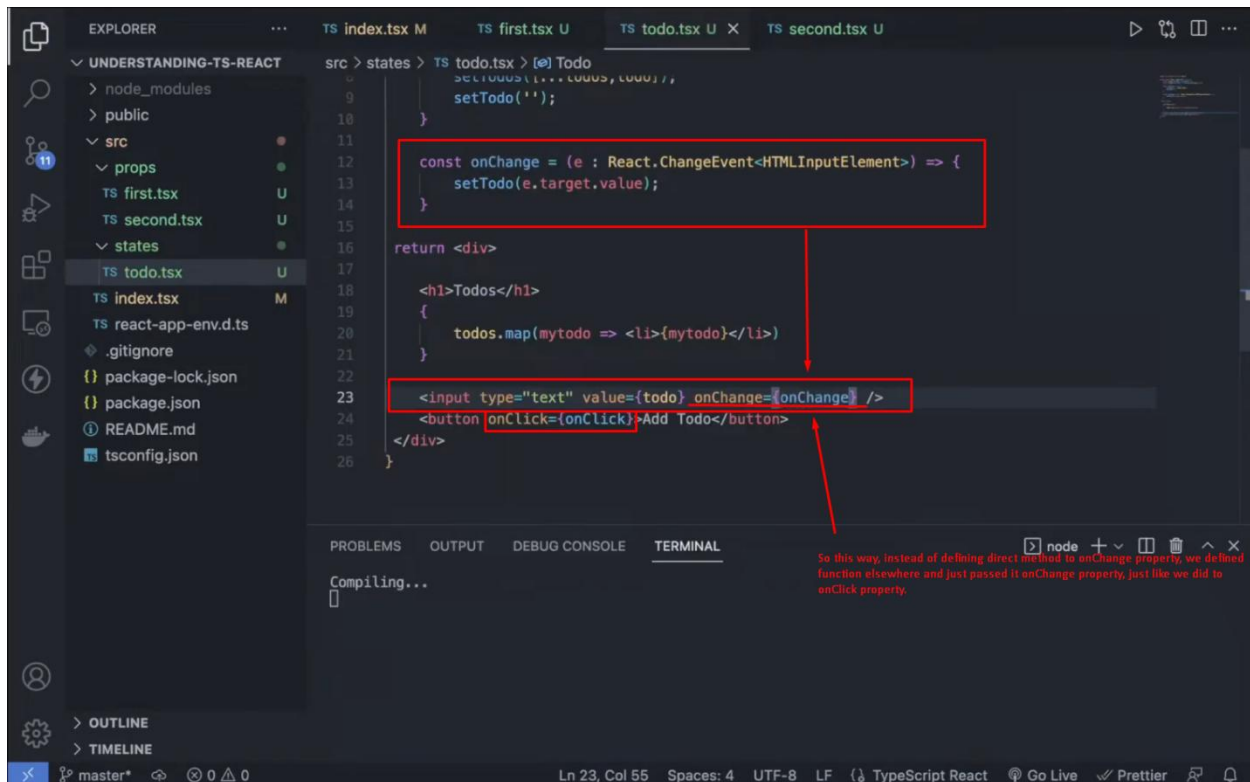 EXPLORER ···
UNDERSTANDING-TS-REACT
> node_modules
> public
src
props
TS first.tsx U
TS second.tsx U
states
TS todo.tsx U
TS index.tsx M
TS react-app-env.d.ts
.gitignore
{} package-lock.json
{} package.json
README.md
TS tsconfig.json
> OUTLINE
> TIMELINE
11
TS index.tsx M TS first.tsx U TS todo.tsx U × TS second.tsx U
src > states > TS todo.tsx > Todo
8 setTodos([...todos,todo]);
9 setTodo('');
10 }
11
12 const onChange = (e : React.ChangeEvent<HTMLInputElement>) => {
13 setTodo(e.target.value);
14 }
15
16 return <div>
17
18 <h1>Todos</h1>
19 {
20 todos.map(mytodo => <li>{mytodo}</li>)
21 }
22
23 <input type="text" value={todo} onChange={onChange} />
24 <button onClick={onClick}>Add Todo</button>
25 </div>
26 }
PROBLEMS OUTPUT DEBUG CONSOLE TERMINAL node
Compiling...
So this way, instead of defining direct method to onChange property, we defined
function elsewhere and just passed it onChange property, just like we did to
onClick property.
master* 0 0 Ln 23, Col 55 Spaces: 4 UTF-8 LF TypeScript React Go Live Prettier